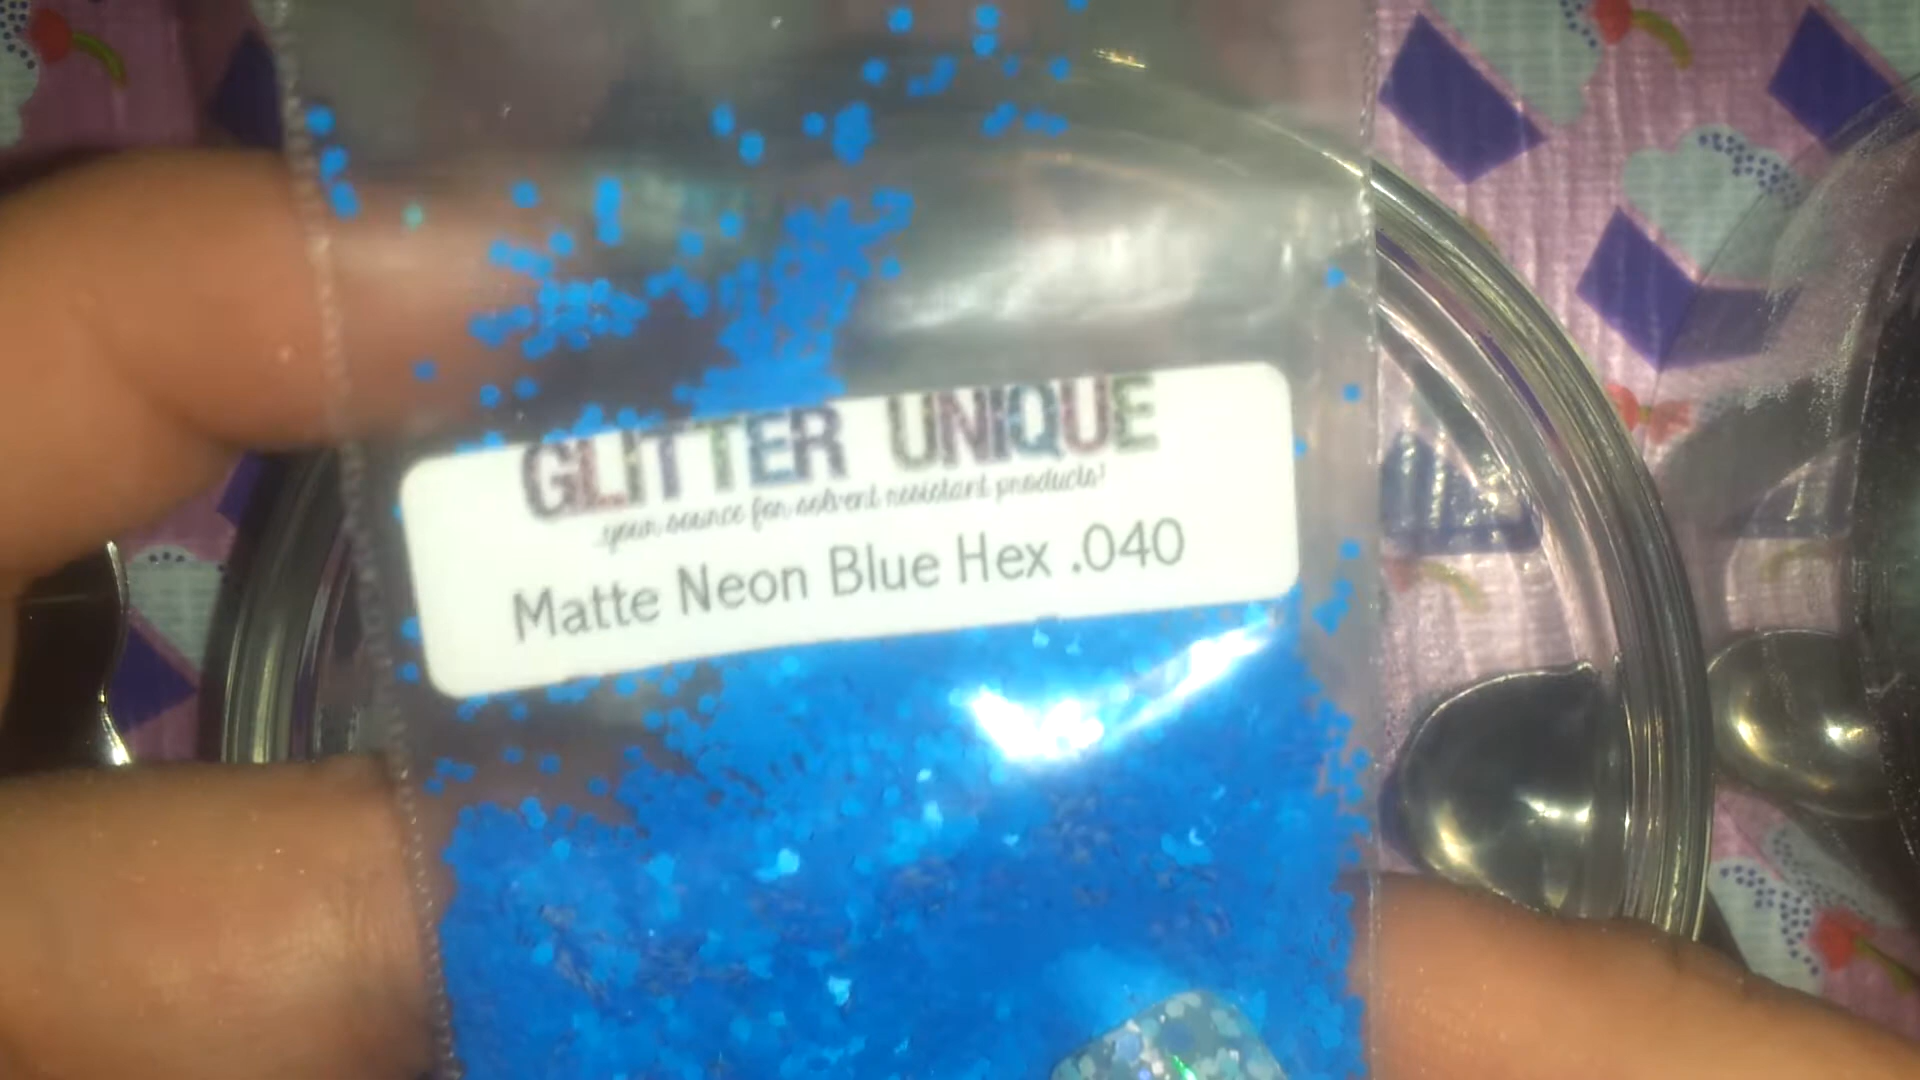 GLITTER UNIQUE
...your source for solvent resistant products!
Matte Neon Blue Hex .040